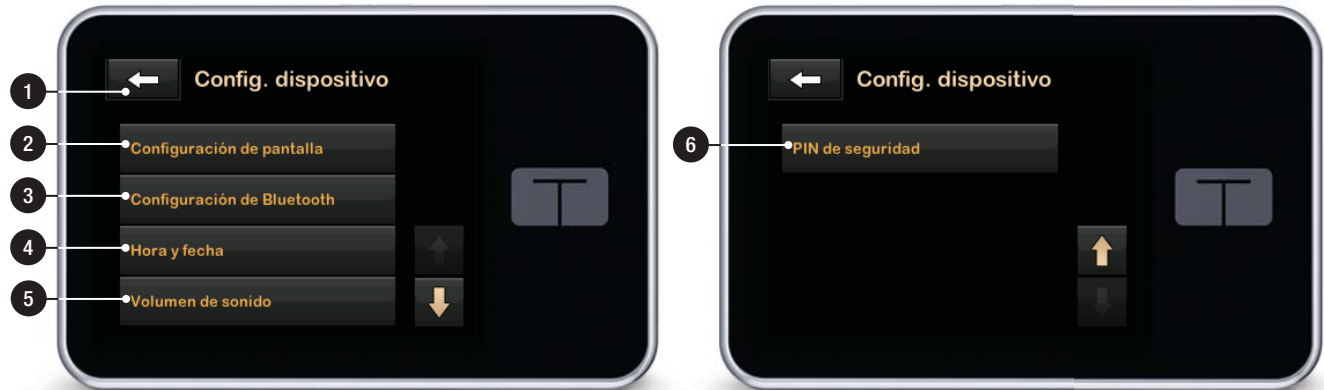 Config. dispositivo
1
2
Configuración de pantalla
3
Configuración de Bluetooth
4
Hora y fecha
5
Volumen de sonido
Config. dispositivo
6
PIN de seguridad